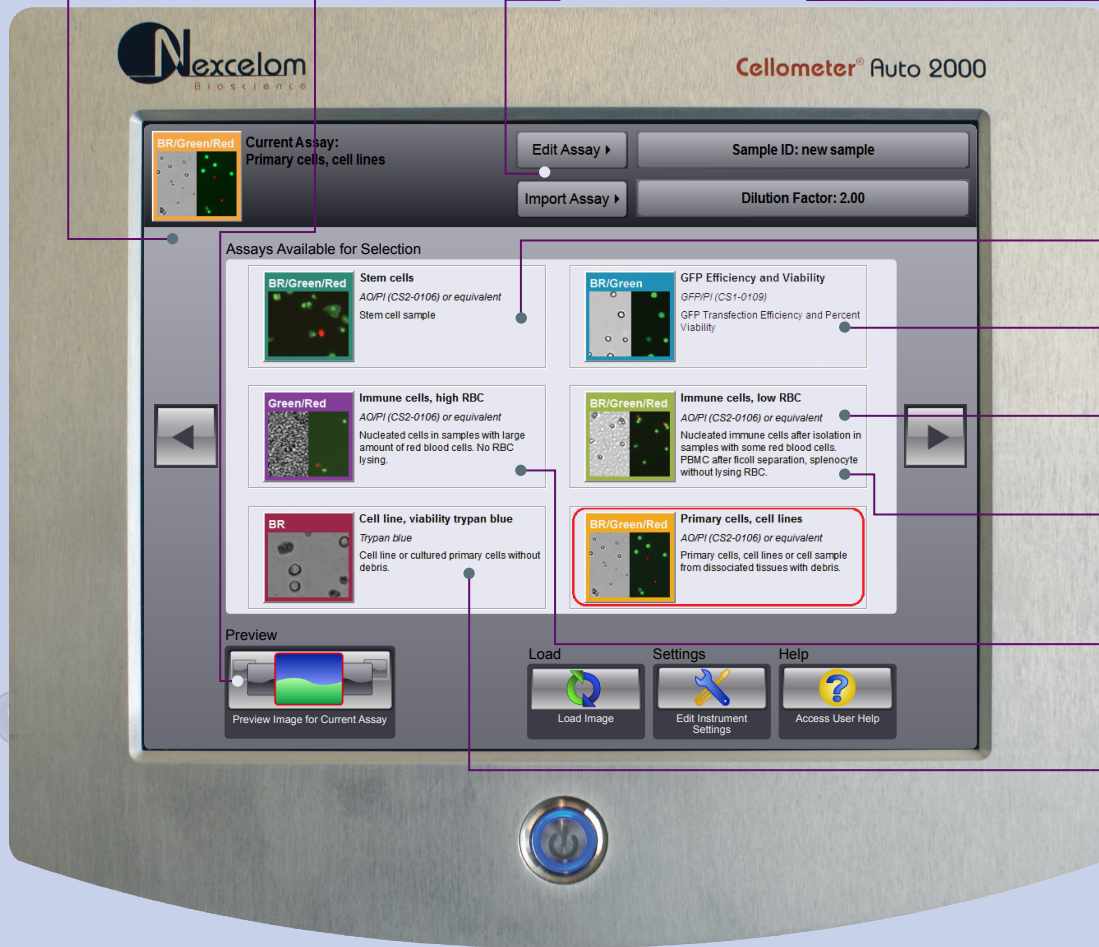 Nexcelom
Bioscience
Cellometer® Auto 2000
BR/Green/Red
Current Assay:
Primary cells, cell lines
Edit Assay
Import Assay
Sample ID: new sample
Dilution Factor: 2.00
Assays Available for Selection
BR/Green/Red
Stem cells
AO/PI (CS2-0106) or equivalent
Stem cell sample
BR/Green
GFP Efficiency and Viability
GFP/PI (CS1-0109)
GFP Transfection Efficiency and Percent
Viability
Green/Red
Immune cells, high RBC
AO/PI (CS2-0106) or equivalent
Nucleated cells in samples with large
amount of red blood cells. No RBC
lysing.
BR/Green/Red
Immune cells, low RBC
AO/PI (CS2-0106) or equivalent
Nucleated immune cells after isolation in
samples with some red blood cells.
PBMC after ficoll separation, splenocyte
without lysing RBC.
BR
Cell line, viability trypan blue
Trypan blue
Cell line or cultured primary cells without
debris.
BR/Green/Red
Primary cells, cell lines
AO/PI (CS2-0106) or equivalent
Primary cells, cell lines or cell sample
from dissociated tissues with debris.
Preview
Preview Image for Current Assay
Load
Load Image
Settings
Edit Instrument
Settings
Help
Access User Help